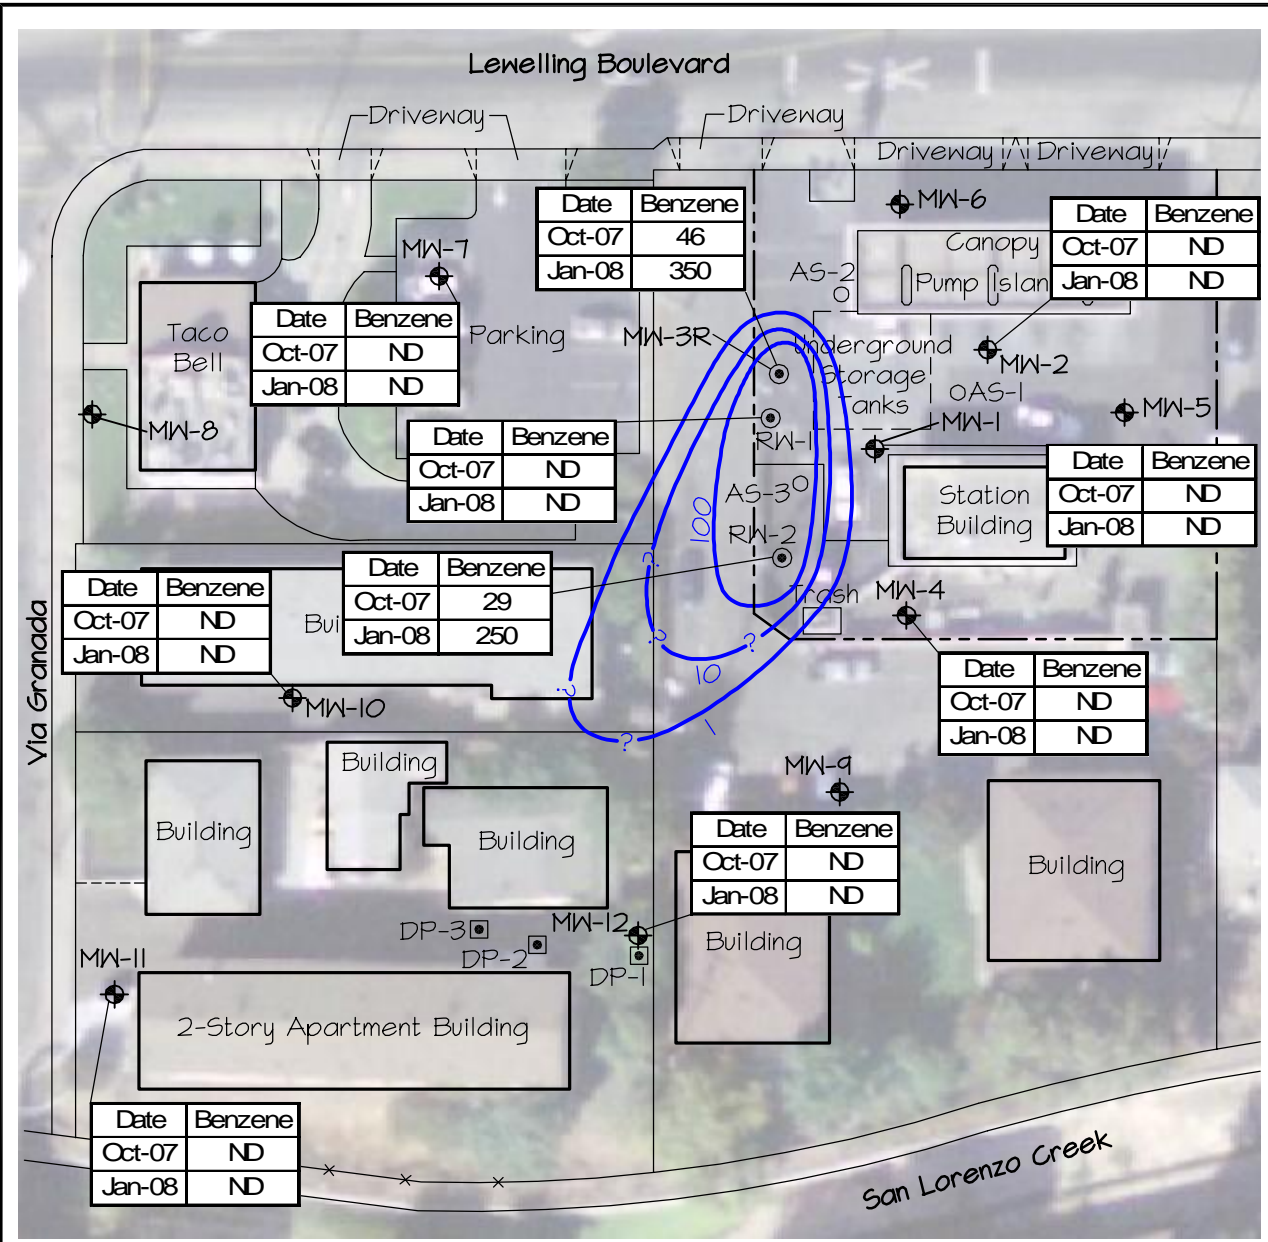 Lewelling Boulevard
Driveway
Driveway
Driveway
Driveway
Date Benzene
Oct-07 46
Jan-08 350
MW-6
Date Benzene
Oct-07 ND
Jan-08 ND
MW-7
Canopy
AS-2
Pump Islan
Date Benzene
Oct-07 ND
Jan-08 ND
Taco
Bell
Parking
MW-3R
Underground
Storage
Tanks
MW-2
AS-1
MW-5
MW-8
MW-1
RW-1
Date Benzene
Oct-07 ND
Jan-08 ND
Date Benzene
Oct-07 ND
Jan-08 ND
AS-3
Station
Building
100
RW-2
?
Date Benzene
Oct-07 29
Jan-08 250
Date Benzene
Oct-07 ND
Jan-08 ND
Bui
Trash
MW-4
?
?
10
Date Benzene
Oct-07 ND
Jan-08 ND
?
MW-10
1
?
Via Granada
Building
MW-9
Building
Building
Date Benzene
Oct-07 ND
Jan-08 ND
Building
DP-3
MW-12
DP-2
Building
MW-11
DP-1
2-Story Apartment Building
Date Benzene
Oct-07 ND
Jan-08 ND
San Lorenzo Creek